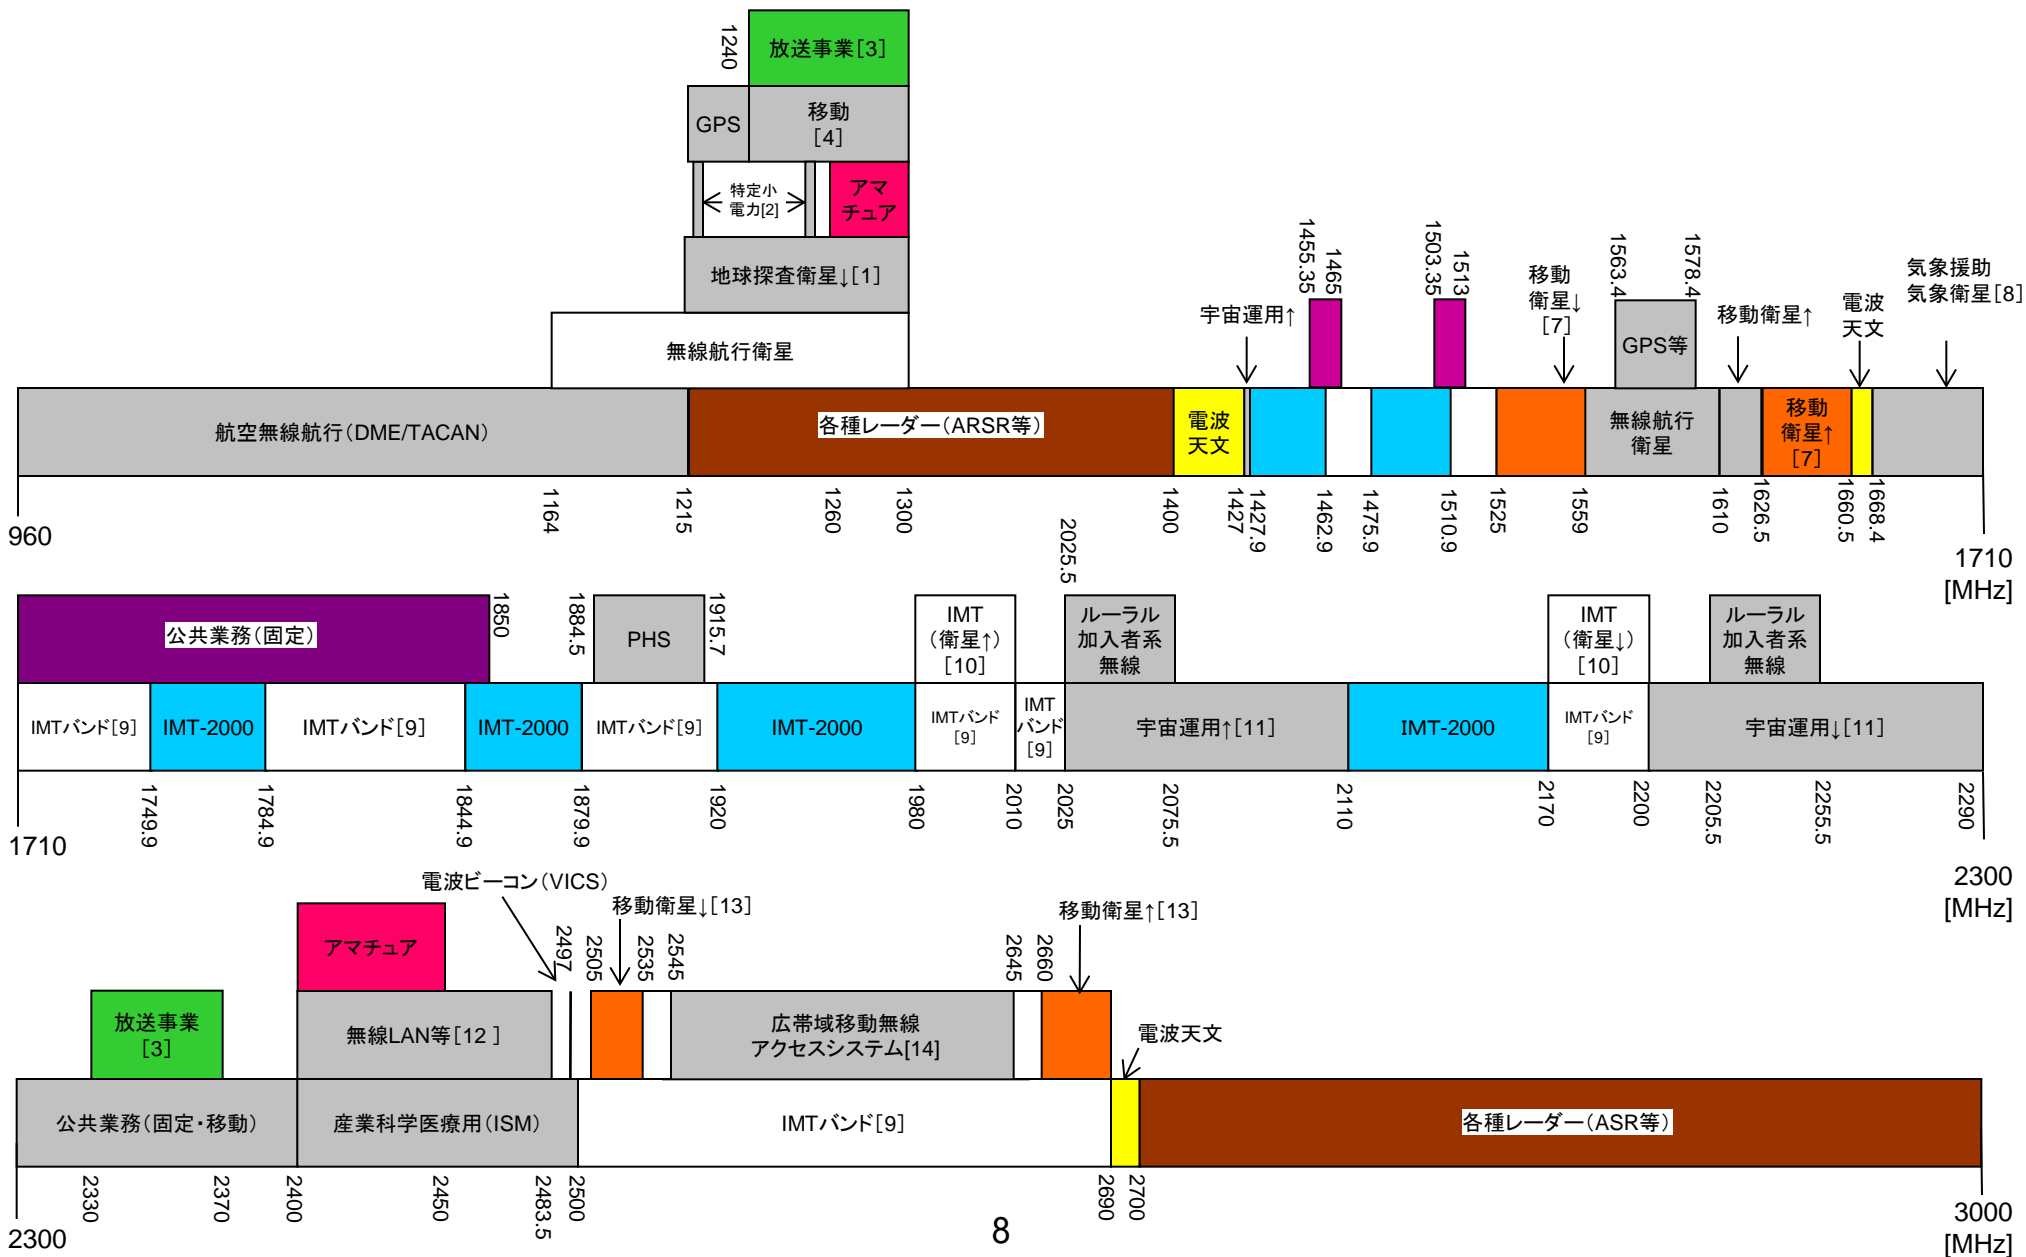 1240
放送事業[3]
GPS
移動
[4]
特定小
電力[2]
アマ
チュア
地球探査衛星↓[1]
無線航行衛星
航空無線航行(DME/TACAN)
各種レーダー(ARSR等)
電波
天文
宇宙運用↑
1455.35
1465
1503.35
1513
移動
衛星↓
[7]
1563.4
1578.4
GPS等
無線航行
衛星
移動衛星↑
移動
衛星↑
[7]
電波
天文
気象援助
気象衛星[8]
960
1164
1215
1260
1300
1400
1427
1427.9
1462.9
1475.9
1510.9
1525
1559
1610
1626.5
1660.5
1668.4
1710
[MHz]
公共業務(固定)
1850
1884.5
PHS
1915.7
IMT
(衛星↑)
[10]
2025.5
ルーラル
加入者系
無線
IMT
(衛星↓)
[10]
ルーラル
加入者系
無線
IMTバンド[9]
IMT-2000
IMTバンド[9]
IMT-2000
IMTバンド[9]
IMT-2000
IMTバンド
[9]
IMT
バンド
[9]
宇宙運用↑[11]
IMT-2000
IMTバンド
[9]
宇宙運用↓[11]
1710
1749.9
1784.9
1844.9
1879.9
1920
1980
2010
2025
2075.5
2110
2170
2200
2205.5
2255.5
2290
2300
[MHz]
電波ビーコン(VICS)
移動衛星↓[13]
移動衛星↑[13]
アマチュア
2497
2505
2535
2545
2645
2660
放送事業
[3]
無線LAN等[12 ]
広帯域移動無線
アクセスシステム[14]
電波天文
公共業務(固定・移動)
産業科学医療用(ISM)
IMTバンド[9]
各種レーダー(ASR等)
2300
2330
2370
2400
2450
2483.5
2500
2690
2700
3000
[MHz]
8